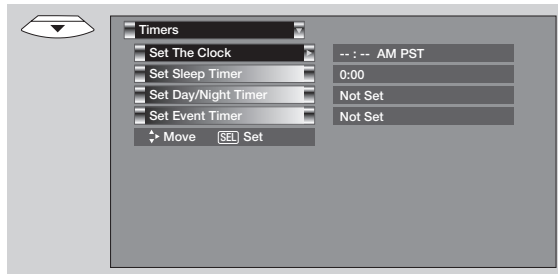 Timers
Set The Clock -- : -- AM PST
Set Sleep Timer 0:00
Set Day/Night Timer Not Set
Set Event Timer Not Set
Move SEL Set